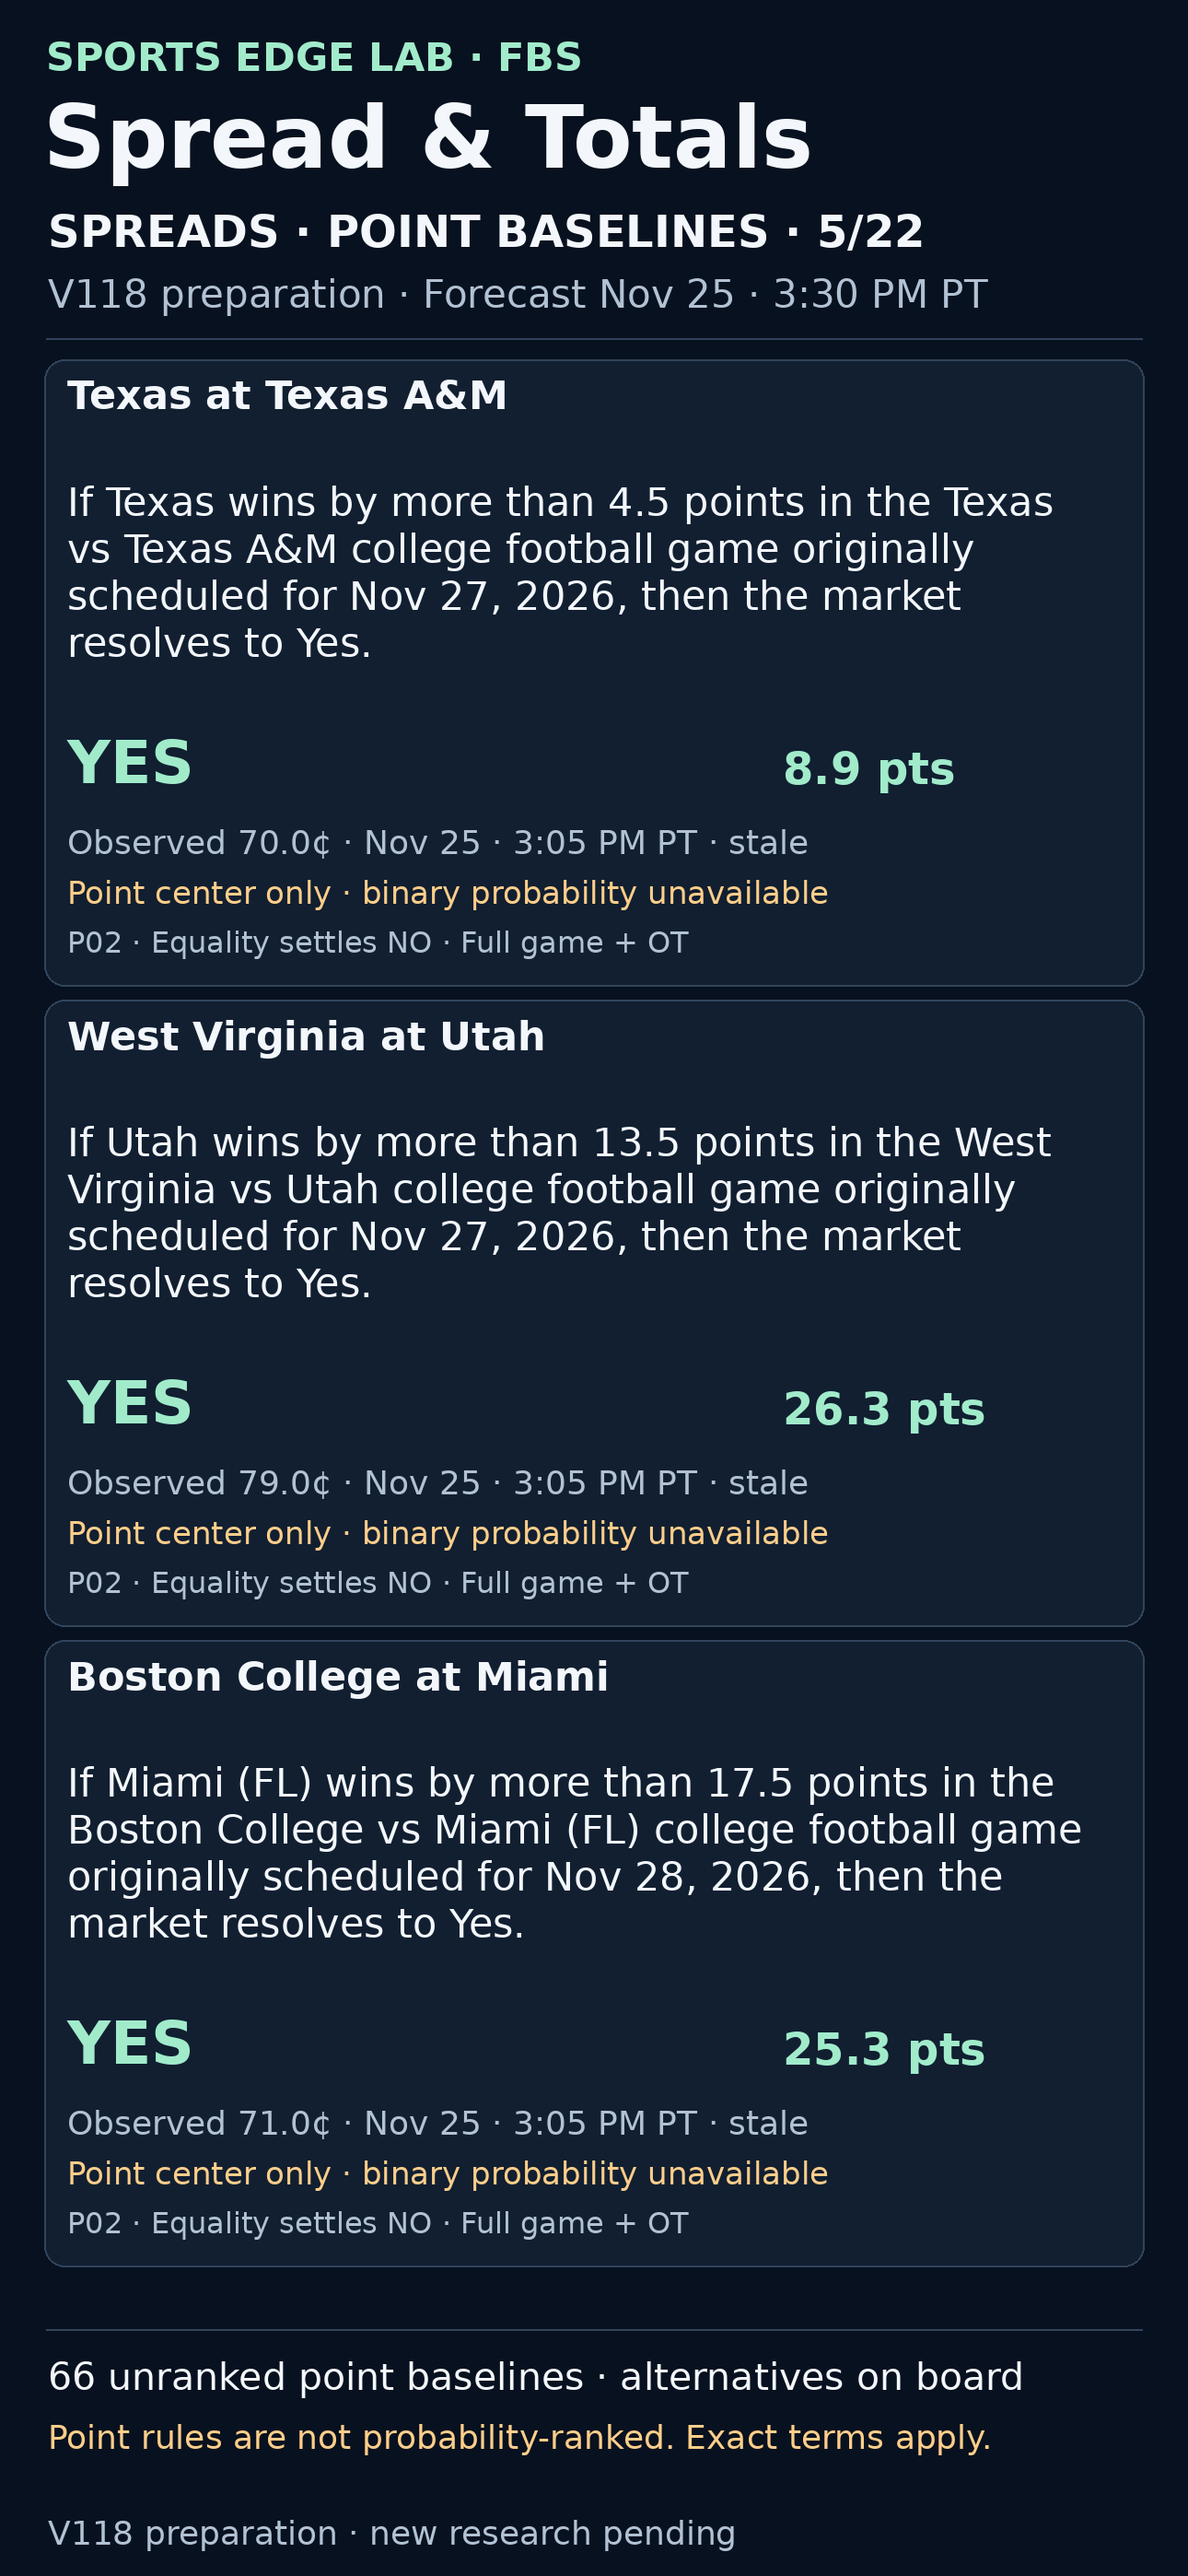 SPORTS EDGE LAB · FBS
Spread & Totals
SPREADS · POINT BASELINES · 5/22
V118 preparation · Forecast Nov 25 · 3:30 PM PT
Texas at Texas A&M
If Texas wins by more than 4.5 points in the Texas
vs Texas A&M college football game originally
scheduled for Nov 27, 2026, then the market
resolves to Yes.
YES
8.9 pts
Observed 70.0¢ · Nov 25 · 3:05 PM PT · stale
Point center only · binary probability unavailable
P02 · Equality settles NO · Full game + OT
West Virginia at Utah
If Utah wins by more than 13.5 points in the West
Virginia vs Utah college football game originally
scheduled for Nov 27, 2026, then the market
resolves to Yes.
YES
26.3 pts
Observed 79.0¢ · Nov 25 · 3:05 PM PT · stale
Point center only · binary probability unavailable
P02 · Equality settles NO · Full game + OT
Boston College at Miami
If Miami (FL) wins by more than 17.5 points in the
Boston College vs Miami (FL) college football game
originally scheduled for Nov 28, 2026, then the
market resolves to Yes.
YES
25.3 pts
Observed 71.0¢ · Nov 25 · 3:05 PM PT · stale
Point center only · binary probability unavailable
P02 · Equality settles NO · Full game + OT
66 unranked point baselines · alternatives on board
Point rules are not probability-ranked. Exact terms apply.
V118 preparation · new research pending